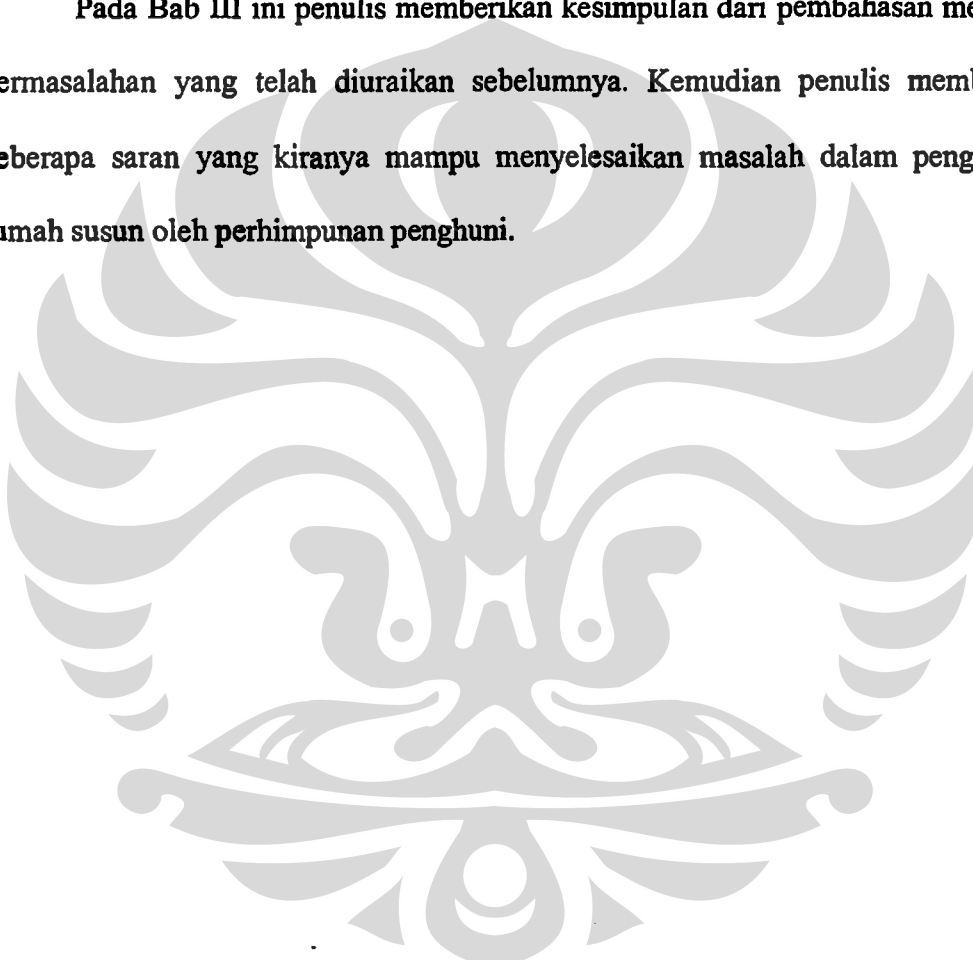 Pada Bab III ini penulis memberikan kesimpulan dari pembahasan me
ermasalahan yang telah diuraikan sebelumnya. Kemudian penulis mem
eberapa saran yang kiranya mampu menyelesaikan masalah dalam peng
umah susun oleh perhimpunan penghuni.